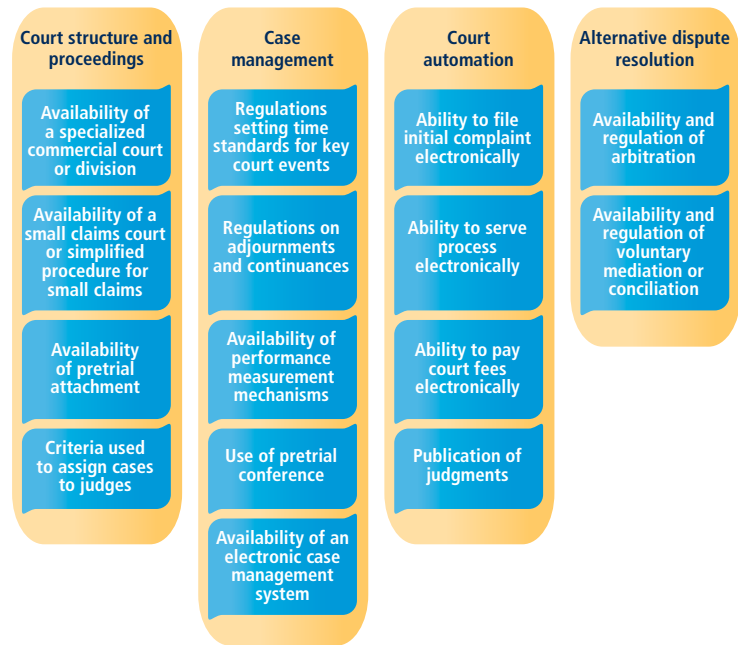 Court structure and
proceedings
Availability of
a specialized
commercial court
or division
Availability of a
small claims court
or simplified
procedure for
small claims
Availability
of pretrial
attachment
Criteria used
to assign cases
to judges
Case
management
Regulations
setting time
standards for key
court events
Regulations on
adjournments
and continuances
Availability of
performance
measurement
mechanisms
Use of pretrial
conference
Availability of an
electronic case
management
system
Court
automation
Ability to file
initial complaint
electronically
Ability to serve
process
electronically
Ability to pay
court fees
electronically
Publication of
judgments
Alternative dispute
resolution
Availability and
regulation of
arbitration
Availability and
regulation of
voluntary
mediation or
conciliation